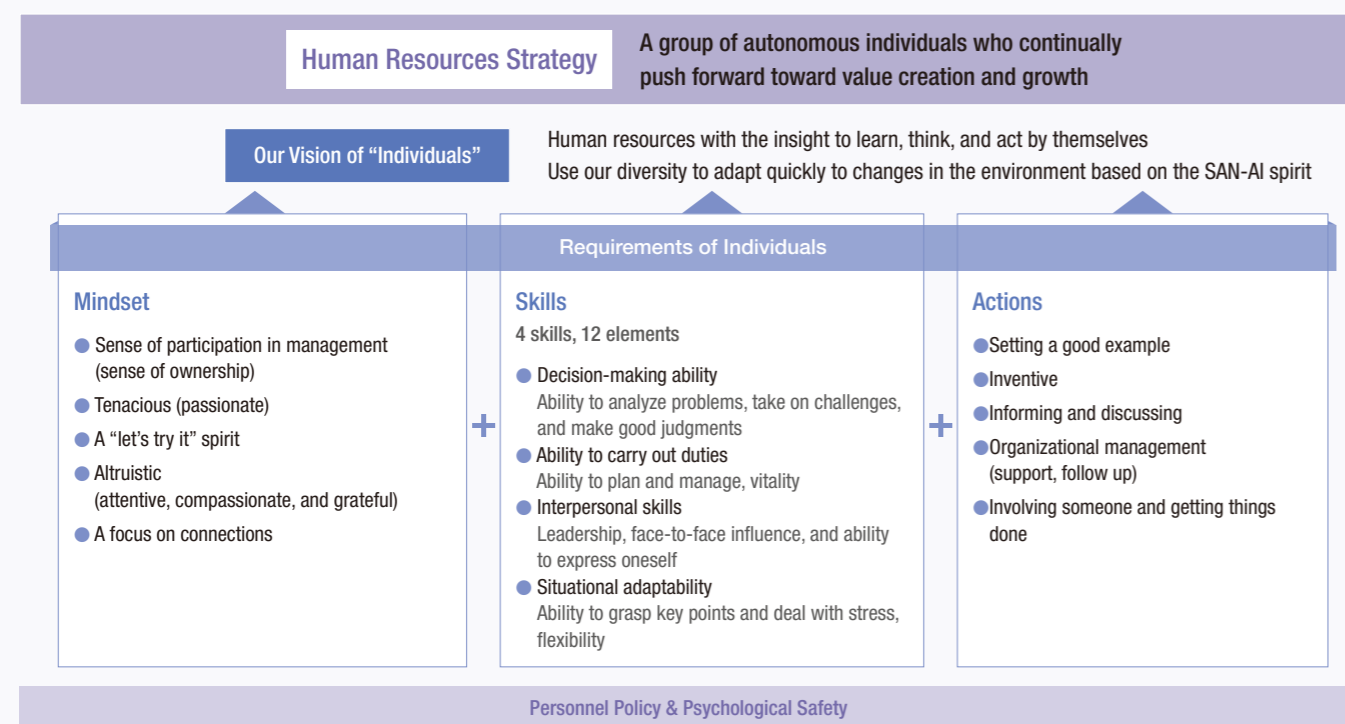 Human Resources Strategy
A group of autonomous individuals who continually
push forward toward value creation and growth
Our Vision of “Individuals”
Human resources with the insight to learn, think, and act by themselves
Use our diversity to adapt quickly to changes in the environment based on the SAN-AI spirit
Requirements of Individuals
Mindset
● Sense of participation in management
(sense of ownership)
● Tenacious (passionate)
● A “let’s try it” spirit
● Altruistic
(attentive, compassionate, and grateful)
● A focus on connections
+
Skills
4 skills, 12 elements
● Decision-making ability
Ability to analyze problems, take on challenges,
and make good judgments
● Ability to carry out duties
Ability to plan and manage, vitality
● Interpersonal skills
Leadership, face-to-face influence, and ability
to express oneself
● Situational adaptability
Ability to grasp key points and deal with stress,
flexibility
+
Actions
●Setting a good example
●Inventive
●Informing and discussing
●Organizational management
(support, follow up)
●Involving someone and getting things
done
Personnel Policy & Psychological Safety